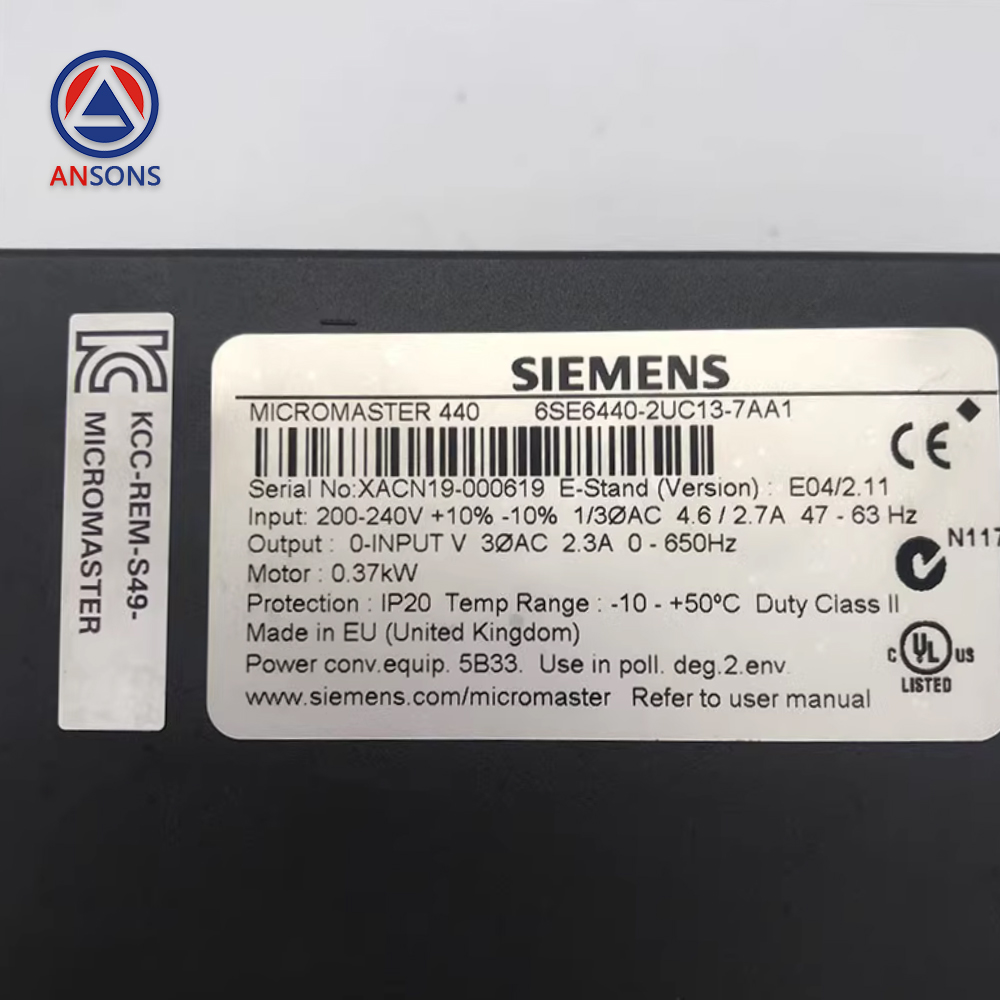 ANSONS
SIEMENS
MICROMASTER 440 6SE6440-2UC13-7AA1
CE
Serial No:XACN19-000619 E-Stand (Version) : E04/2.11
Input: 200-240V +10% -10% 1/3ØAC 4.6 / 2.7A 47 - 63 Hz
Output : 0-INPUT V 3ØAC 2.3A 0 - 650Hz
N117
Motor : 0.37kW
Protection : IP20 Temp Range : -10 - +50ºC Duty Class II
Made in EU (United Kingdom)
Power conv.equip. 5B33. Use in poll. deg.2.env.
www.siemens.com/micromaster Refer to user manual
C UL US
LISTED
KCC-REM-S49-
MICROMASTER